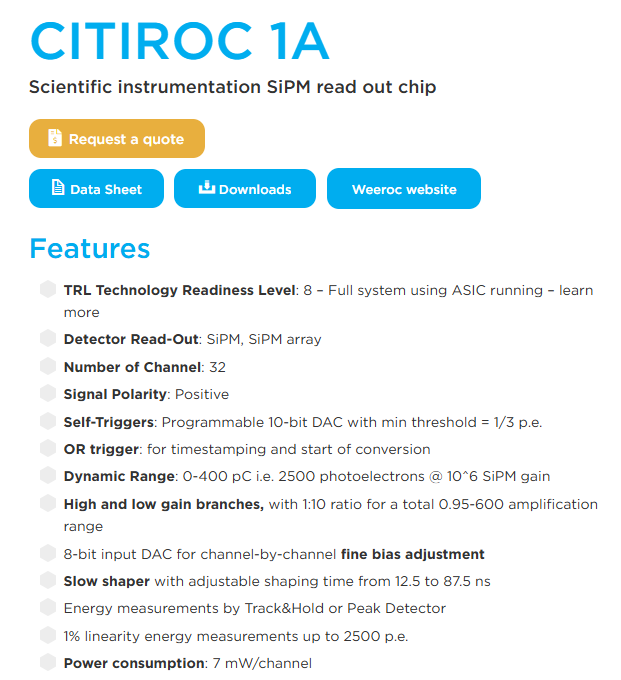 CITIROC 1A
Scientific instrumentation SiPM read out chip
Request a quote
Data Sheet
Downloads
Weeroc website
Features
TRL Technology Readiness Level: 8 – Full system using ASIC running – learn
more
Detector Read-Out: SiPM, SiPM array
Number of Channel: 32
Signal Polarity: Positive
Self-Triggers: Programmable 10-bit DAC with min threshold = 1/3 p.e.
OR trigger: for timestamping and start of conversion
Dynamic Range: 0-400 pC i.e. 2500 photoelectrons @ 10^6 SiPM gain
High and low gain branches, with 1:10 ratio for a total 0.95-600 amplification
range
8-bit input DAC for channel-by-channel fine bias adjustment
Slow shaper with adjustable shaping time from 12.5 to 87.5 ns
Energy measurements by Track&Hold or Peak Detector
1% linearity energy measurements up to 2500 p.e.
Power consumption: 7 mW/channel